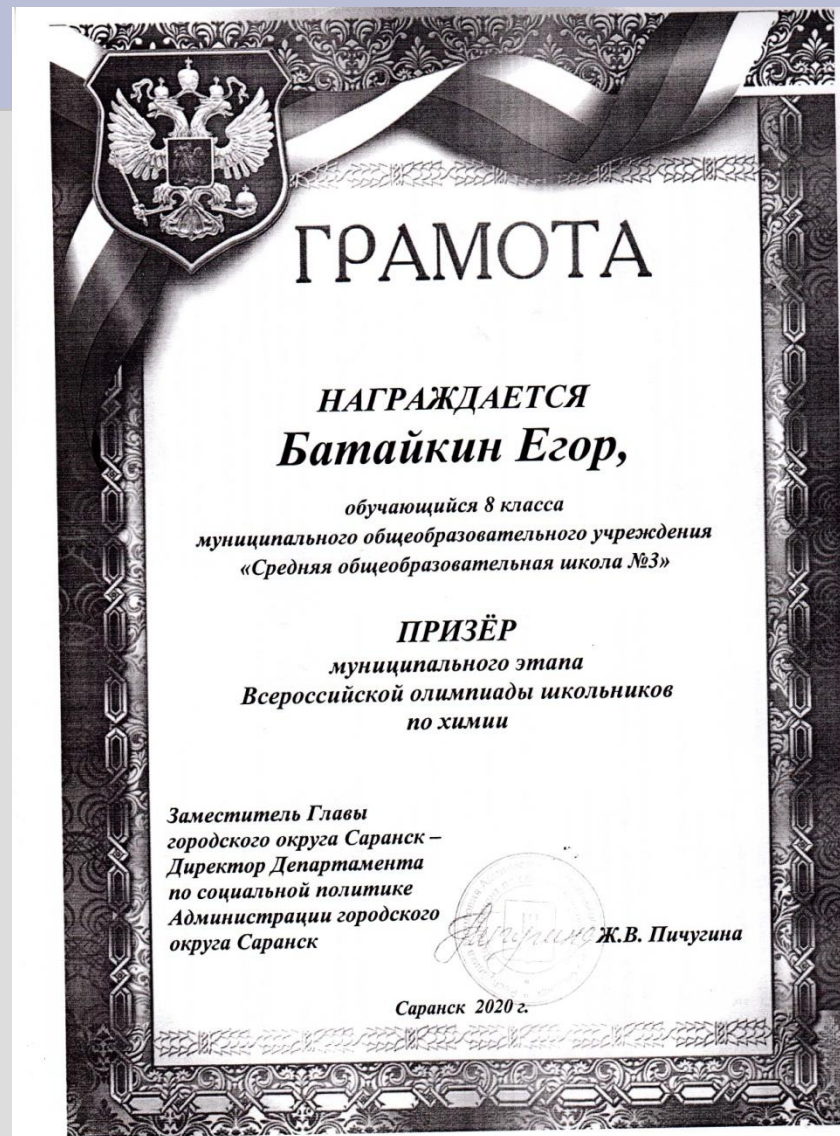 ГРАМОТА
НАГРАЖДАЕТСЯ
Батайкин Егор,
обучающийся 8 класса
муниципального общеобразовательного учреждения
«Средняя общеобразовательная школа №3»
ПРИЗЁР
муниципального этапа
Всероссийской олимпиады школьников
по химии
Заместитель Главы
городского округа Саранск –
Директор Департамента
по социальной политике
Администрации городского
округа Саранск
Ж.В. Пичугина
Саранск 2020 г.